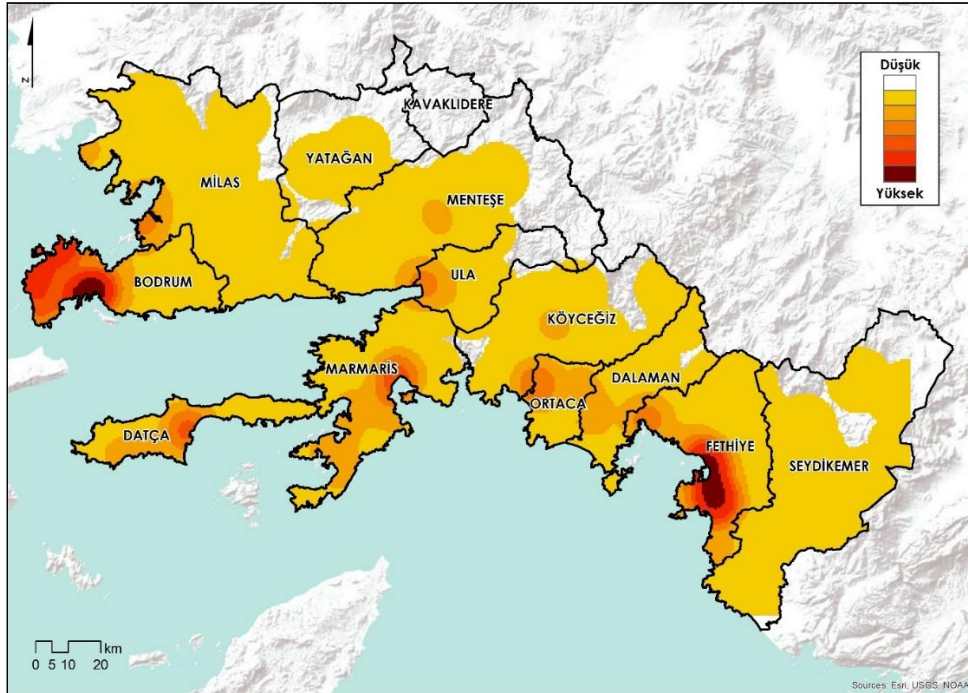 z
Düşük
Yüksek
KAVAKLIDERE
YATAĞAN
MİLAS
MENTEŞE
BODRUM
ULA
KÖYCEĞİZ
MARMARİS
DALAMAN
ORTACA
DATÇA
FETHİYE
SEYDİKEMER
km
0 5 10 20
Sources: Esri, USGS, NOAA